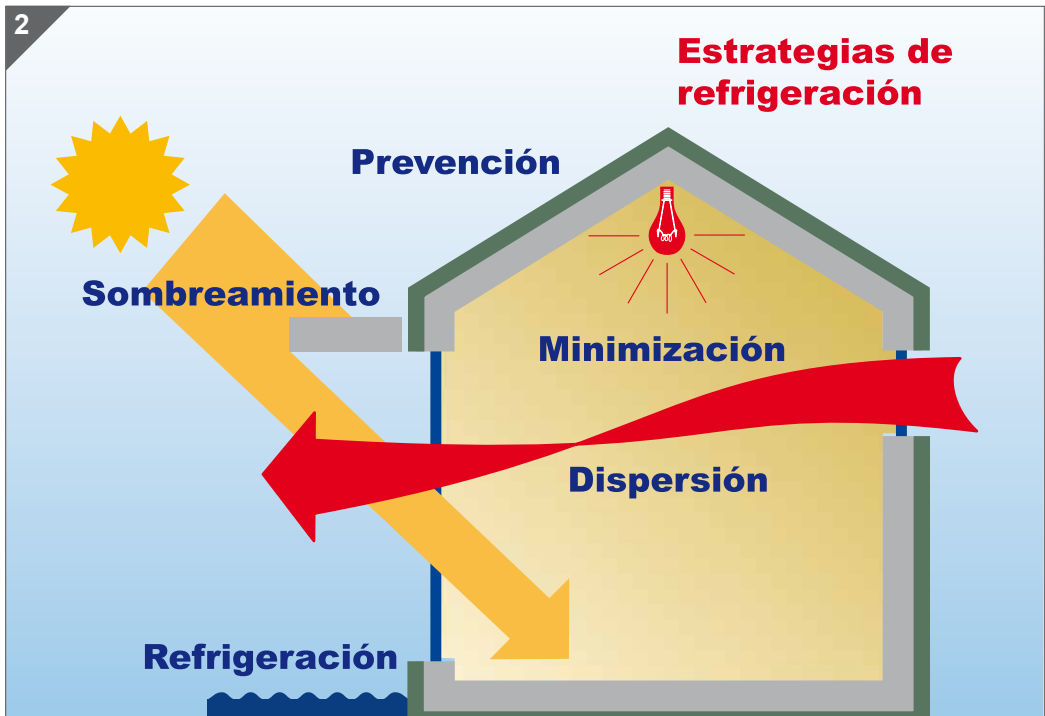 2
Estrategias de
refrigeración
Prevención
Sombreamiento
Minimización
Dispersión
Refrigeración